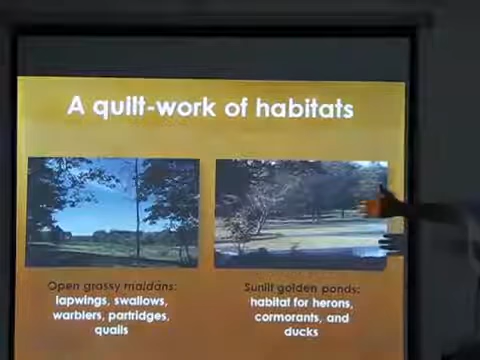 A quilt-work of habitats
Open grassy maidans:
lapwings, swallows,
warblers, partridges,
quails
Sunlit golden ponds:
habitat for herons,
cormorants, and
ducks